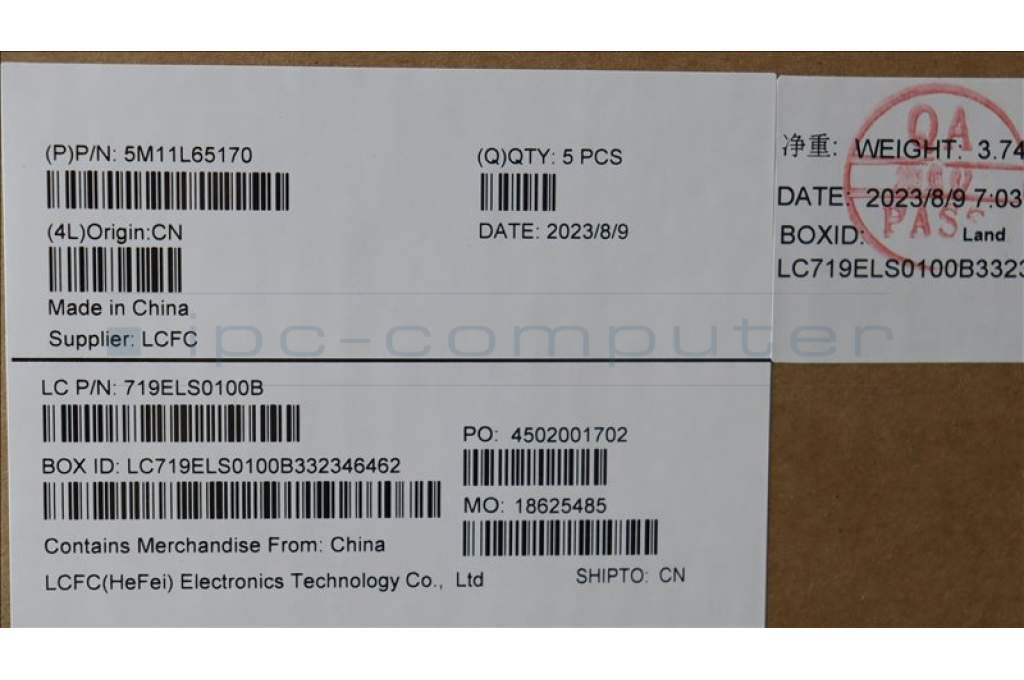 (P)P/N: 5M11L65170
(Q)QTY: 5 PCS
(4L)Origin:CN
DATE: 2023/8/9
Made in China
Supplier: LCFC
ipc-computer
LC P/N: 719ELS0100B
PO: 4502001702
BOX ID: LC719ELS0100B332346462
MO: 18625485
Contains Merchandise From: China
LCFC(HeFei) Electronics Technology Co., Ltd
SHIPTO: CN
QA
净重: WEIGHT: 3.74
DATE: 2023/8/9 7:03
PASS
BOXID:
Land
LC719ELS0100B3323